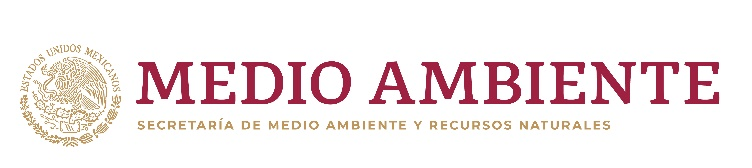 ESTADOS UNIDOS MEXICANOS
MEDIO AMBIENTE
SECRETARÍA DE MEDIO AMBIENTE Y RECURSOS NATURALES